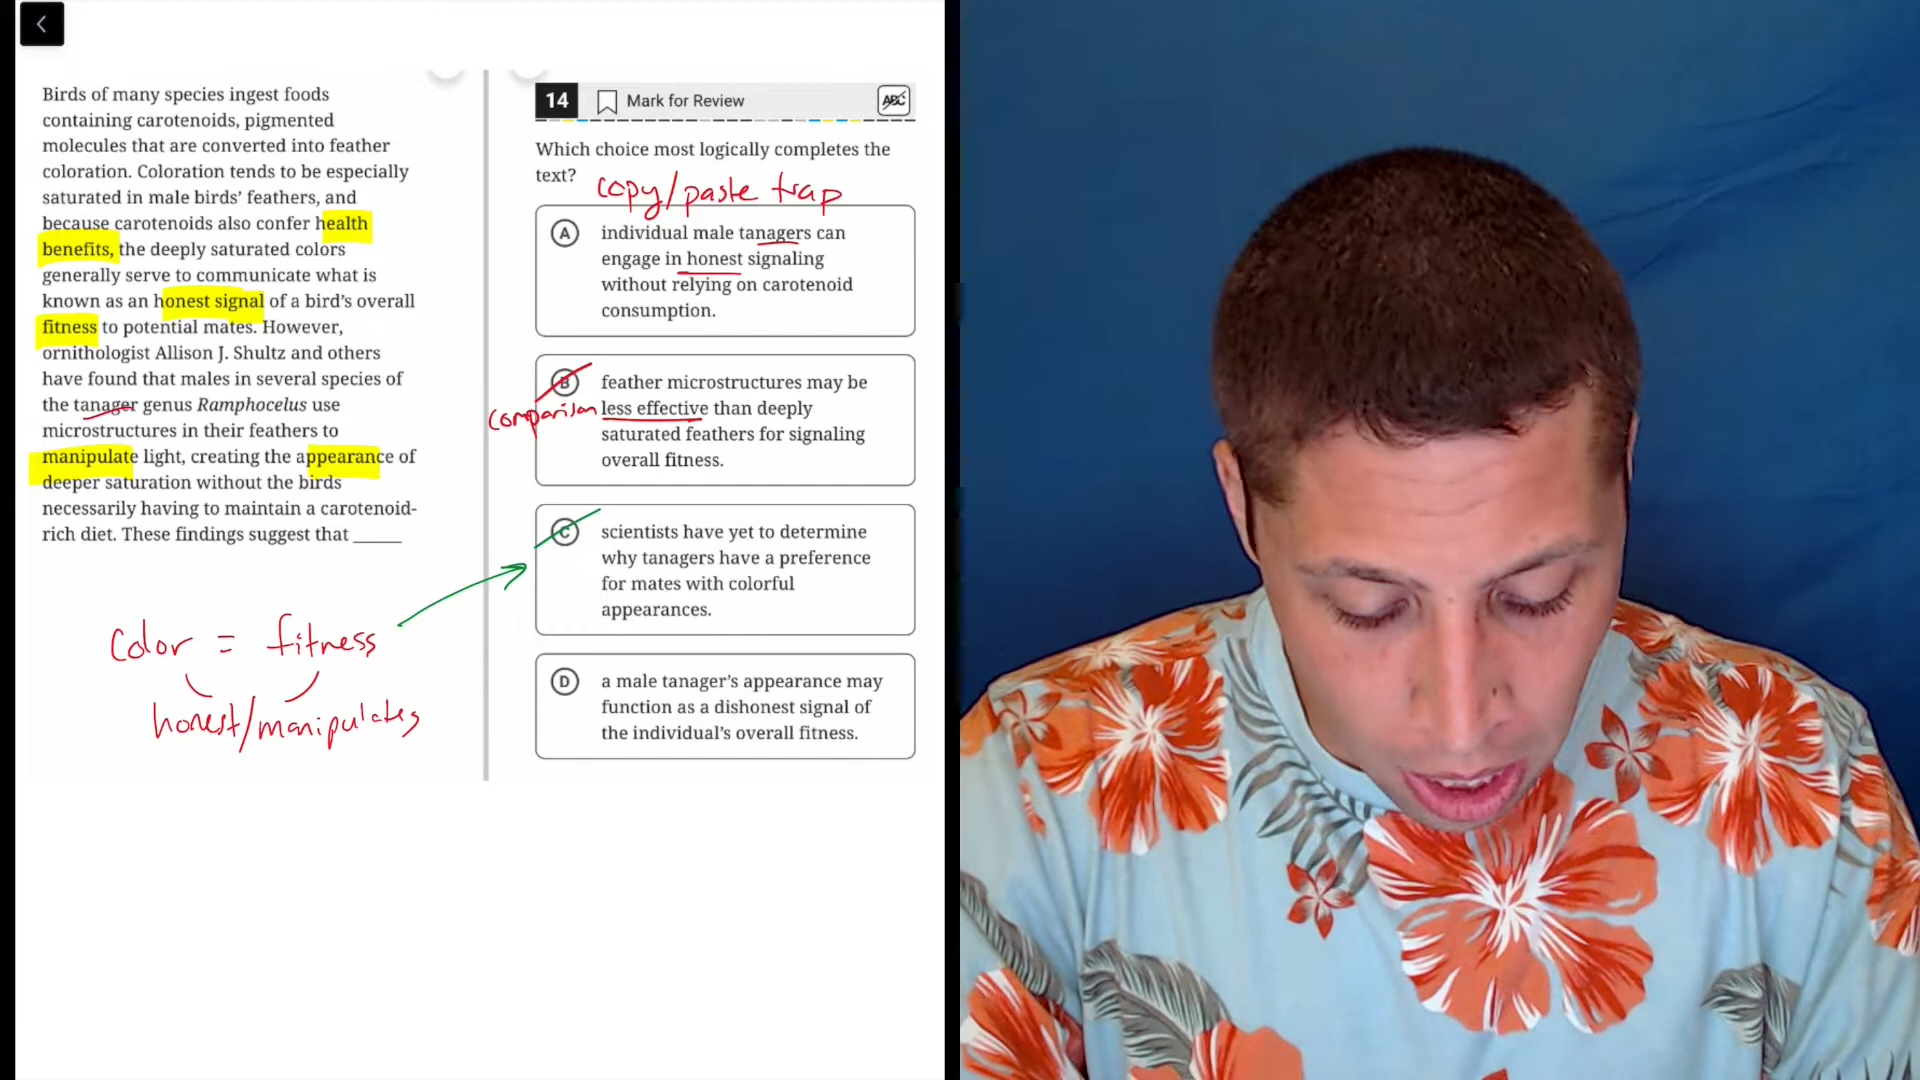 Birds of many species ingest foods
containing carotenoids, pigmented
molecules that are converted into feather
coloration. Coloration tends to be especially
saturated in male birds' feathers, and
because carotenoids also confer health
benefits, the deeply saturated colors
generally serve to communicate what is
known as an honest signal of a bird's overall
fitness to potential mates. However,
ornithologist Allison J. Shultz and others
have found that males in several species of
the tanager genus Ramphocelus use
microstructures in their feathers to
manipulate light, creating the appearance of
deeper saturation without the birds
necessarily having to maintain a carotenoid-
rich diet. These findings suggest that ______
color = fitness
honest/manipulates
14 Mark for Review ABC
Which choice most logically completes the
text?
copy/paste trap
A individual male tanagers can
engage in honest signaling
without relying on carotenoid
consumption.
B feather microstructures may be
comparison less effective than deeply
saturated feathers for signaling
overall fitness.
C scientists have yet to determine
why tanagers have a preference
for mates with colorful
appearances.
D a male tanager's appearance may
function as a dishonest signal of
the individual's overall fitness.